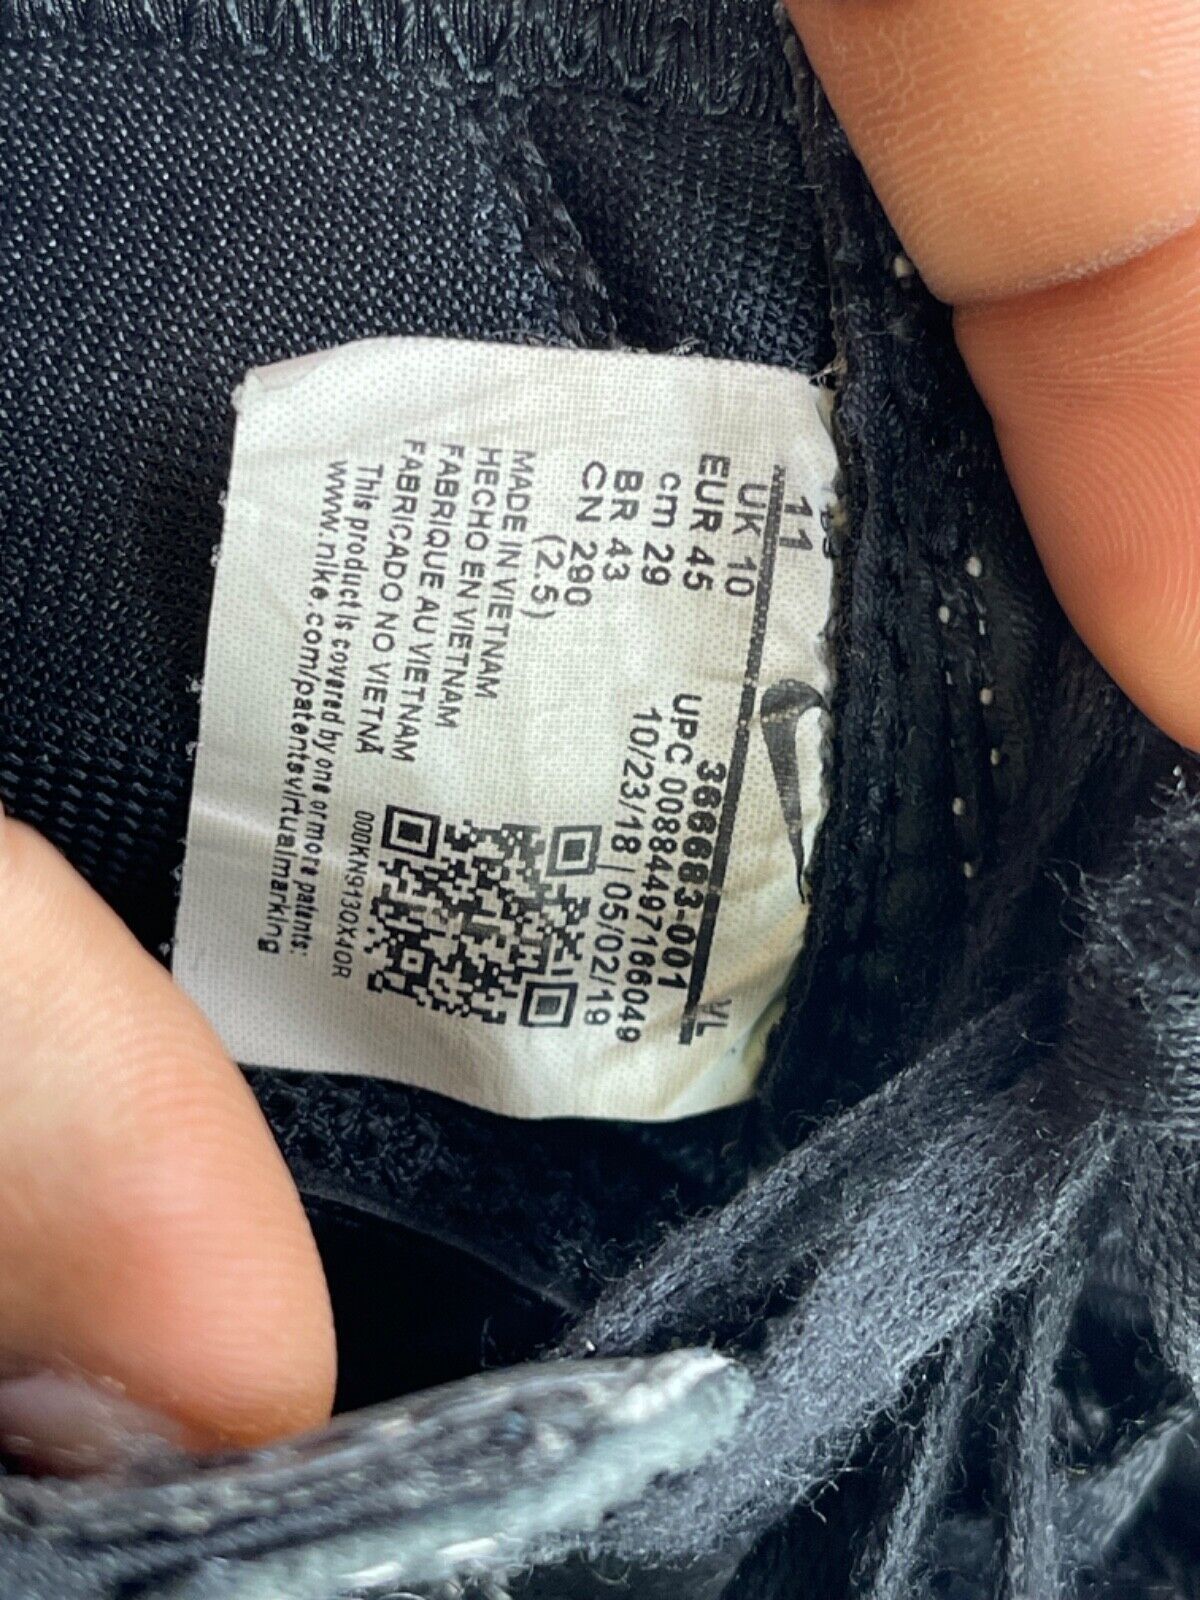 11
UK 10
EUR 45
cm 29
BR 43
CN 290
(2.5)
366683-001
UPC 00884497166049
10/23/18 | 05/02/19
MADE IN VIETNAM
HECHO EN VIETNAM
FABRIQUE AU VIETNAM
FABRICADO NO VIETNÃ
This product is covered by one or more patents:
www.nike.com/patentsvirtualmarking